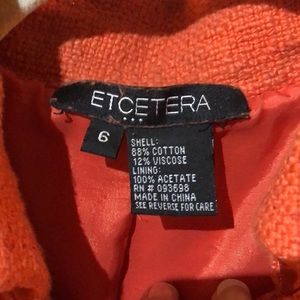 ETCETERA
6
SHELL:
88% COTTON
12% VISCOSE
LINING:
100% ACETATE
RN # 093698
MADE IN CHINA
SEE REVERSE FOR CARE